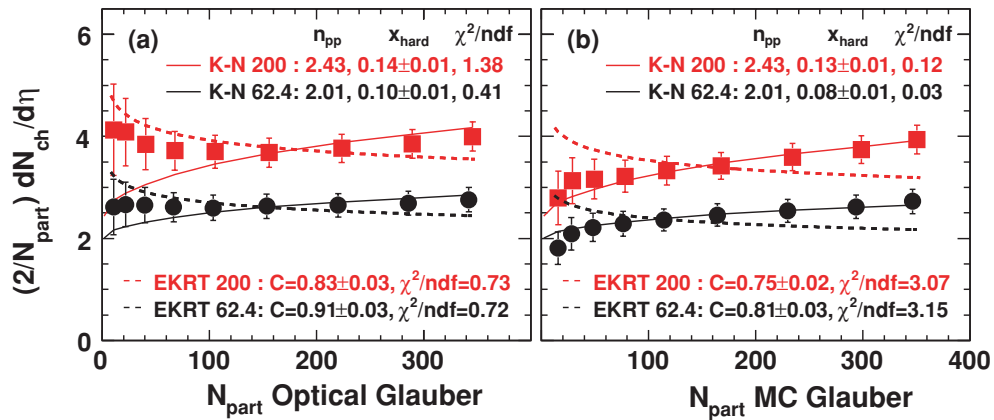 (a) n_pp x_hard χ²/ndf
K-N 200 : 2.43, 0.14±0.01, 1.38
K-N 62.4: 2.01, 0.10±0.01, 0.41
EKRT 200 : C=0.83±0.03, χ²/ndf=0.73
EKRT 62.4: C=0.91±0.03, χ²/ndf=0.72
(b) n_pp x_hard χ²/ndf
K-N 200 : 2.43, 0.13±0.01, 0.12
K-N 62.4: 2.01, 0.08±0.01, 0.03
EKRT 200 : C=0.75±0.02, χ²/ndf=3.07
EKRT 62.4: C=0.81±0.03, χ²/ndf=3.15
(2/N_part) dN_ch/dη
6
4
2
0
0 100 200 300
0 100 200 300 400
N_part Optical Glauber
N_part MC Glauber